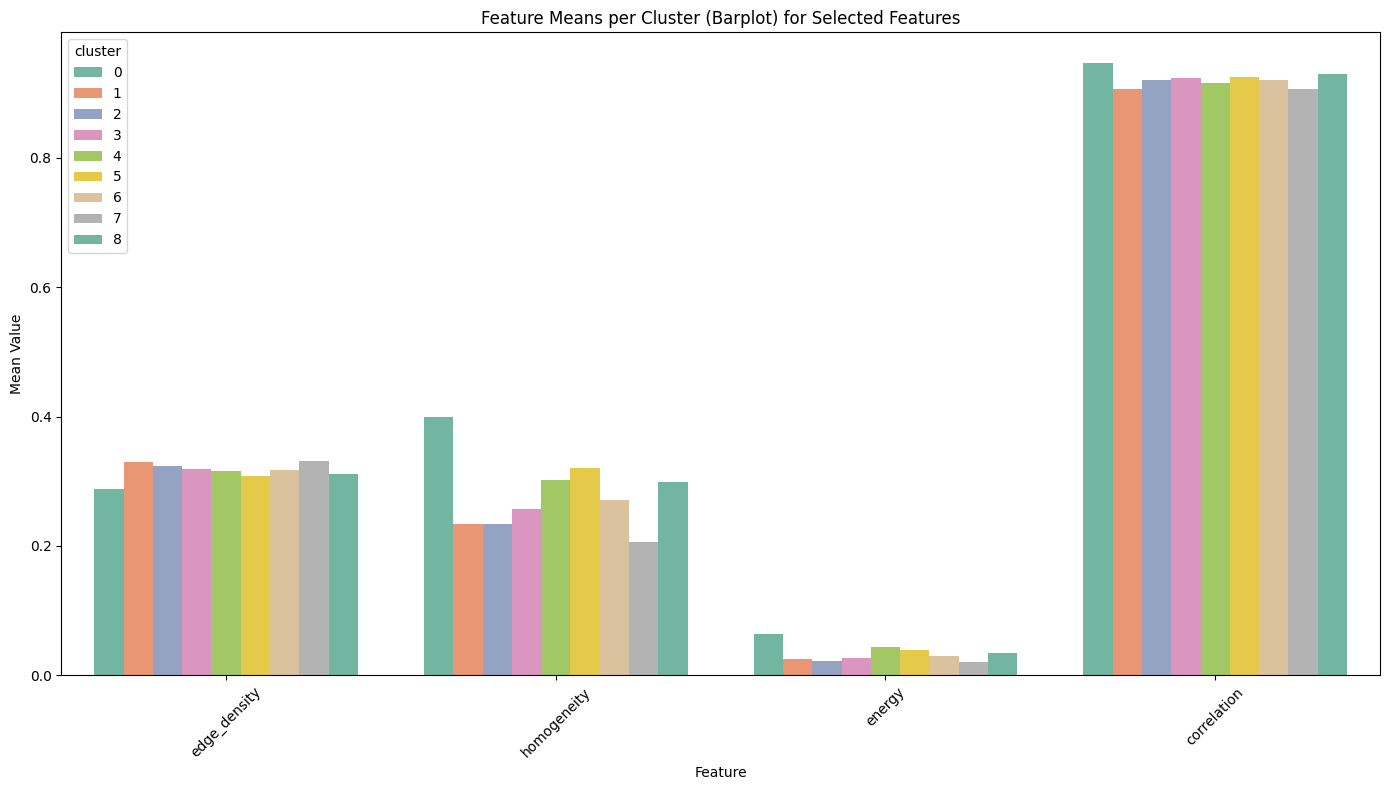 Feature Means per Cluster (Barplot) for Selected Features
cluster
0
1
2
3
4
5
6
7
8
0.8
0.6
0.4
0.2
0.0
Mean Value
edge_density
homogeneity
energy
correlation
Feature